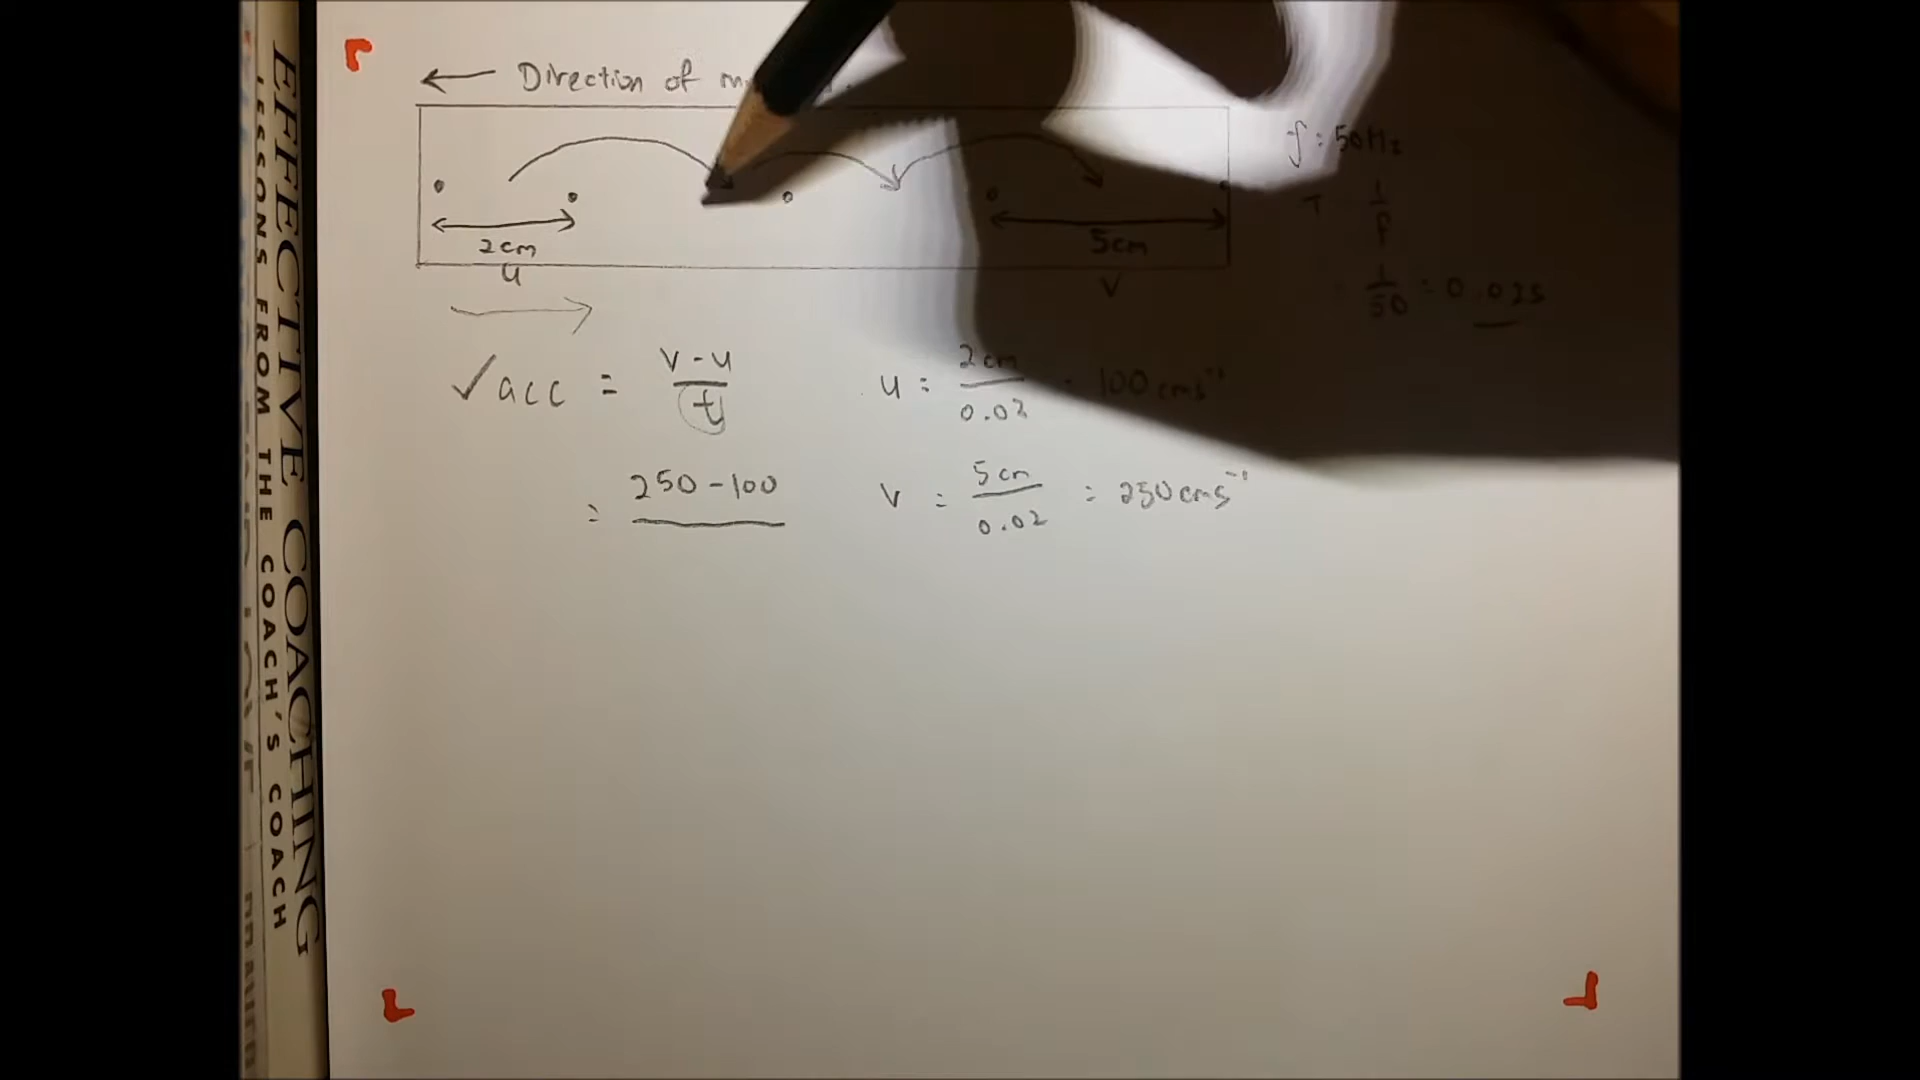 ← Direction of
f : 50Hz
T = 1/f
2cm
5cm
u
v
= 1/50 = 0.02s
✓acc = v-u/t
u = 2cm/0.02 = 100cms⁻¹
= 250-100
v = 5cm/0.02 = 250cms⁻¹
EFFECTIVE COACHING
LESSONS FROM THE COACH'S COACH